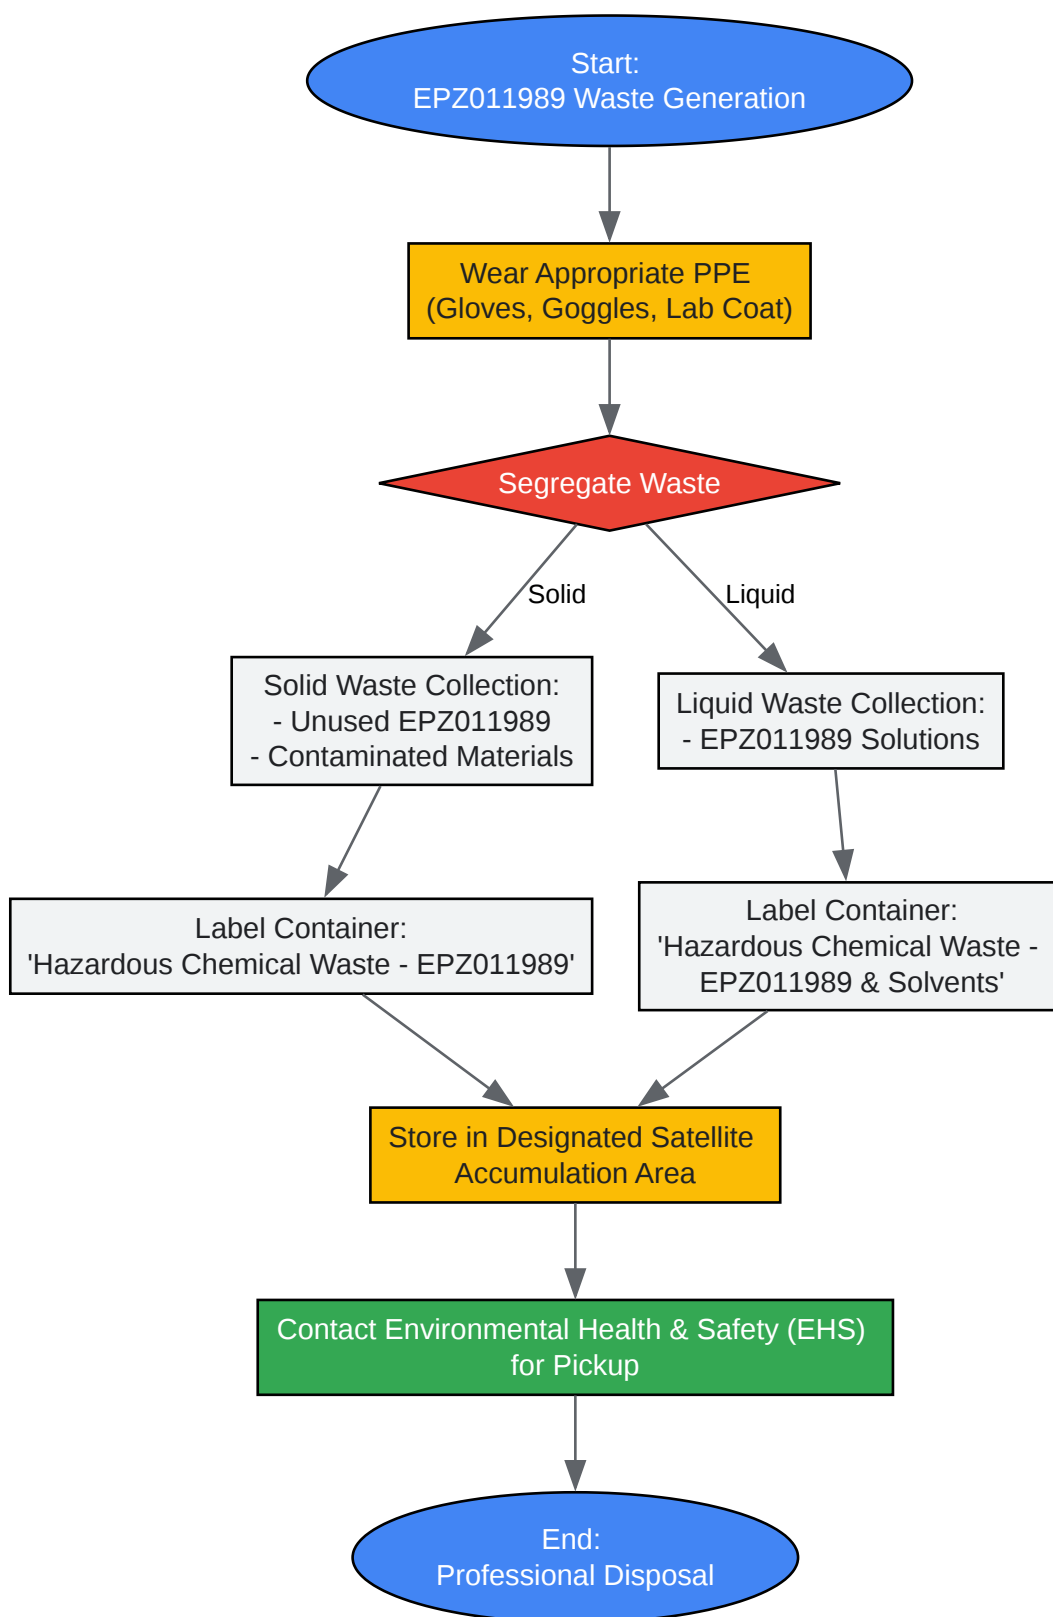 Start:
EPZ011989 Waste Generation
Wear Appropriate PPE
(Gloves, Goggles, Lab Coat)
Segregate Waste
Solid
Liquid
Solid Waste Collection:
- Unused EPZ011989
- Contaminated Materials
Liquid Waste Collection:
- EPZ011989 Solutions
Label Container:
'Hazardous Chemical Waste - EPZ011989'
Label Container:
'Hazardous Chemical Waste -
EPZ011989 & Solvents'
Store in Designated Satellite
Accumulation Area
Contact Environmental Health & Safety (EHS)
for Pickup
End:
Professional Disposal